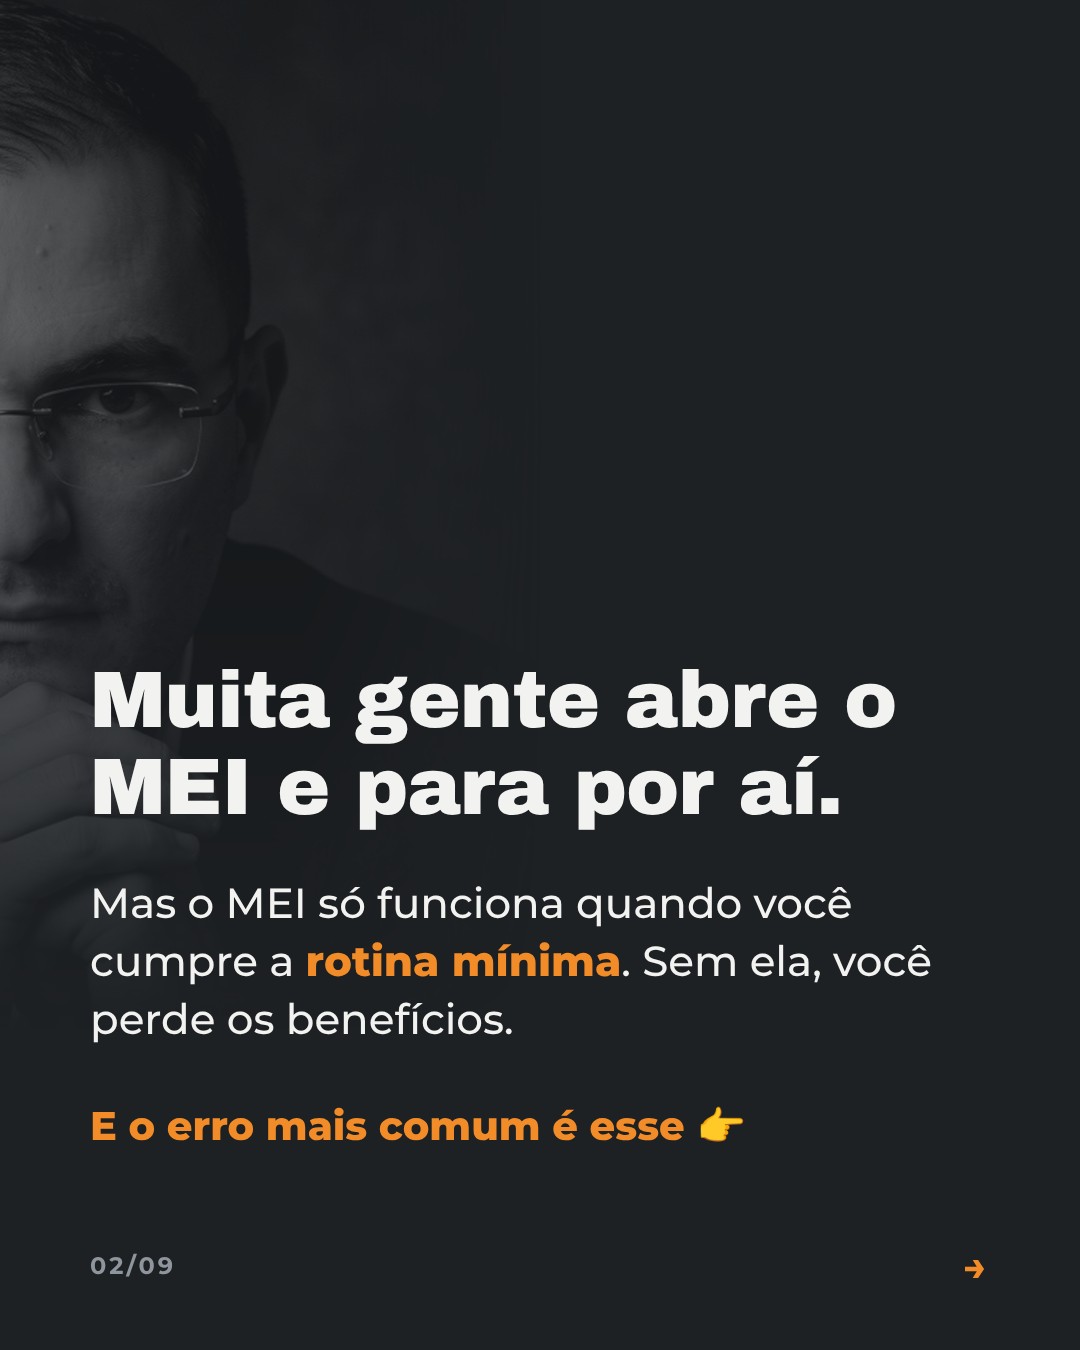 Muita gente abre o
MEI e para por aí.
Mas o MEI só funciona quando você
cumpre a rotina mínima. Sem ela, você
perde os benefícios.
E o erro mais comum é esse 👉
02/09
→